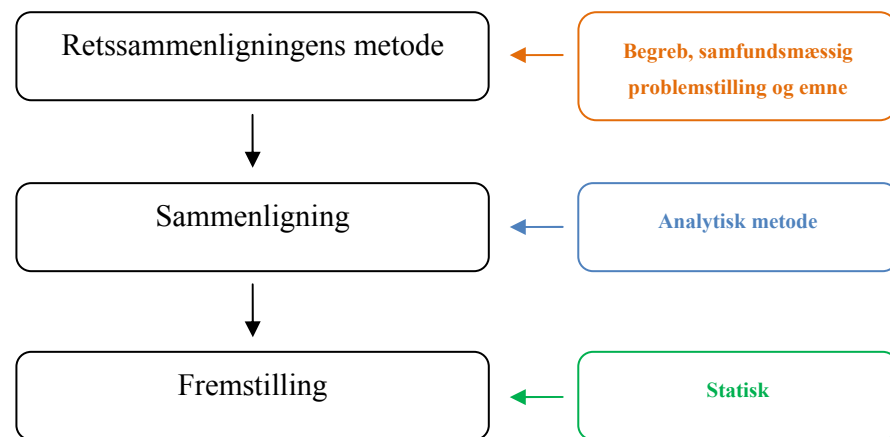 Retssammenligningens metode
Begreb, samfundsmæssig
problemstilling og emne
Sammenligning
Analytisk metode
Fremstilling
Statisk